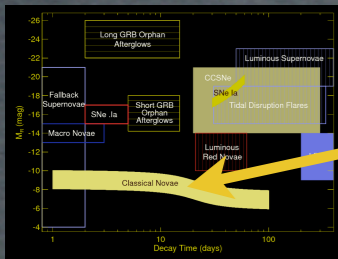 -28
-26
-24
-22
-20
-18
-16
-14
-12
-10
-8
-6
-4
M
R
(mag)
Long GRB Orphan
Afterglows
Luminous Supernovae
CCSNe
Fallback
Supernovae
SNe Ia
SNe .Ia
Short GRB
Orphan
Afterglows
Tidal Disruption Flares
Macro Novae
Luminous
Red Novae
Classical Novae
1
10
100
Decay Time (days)